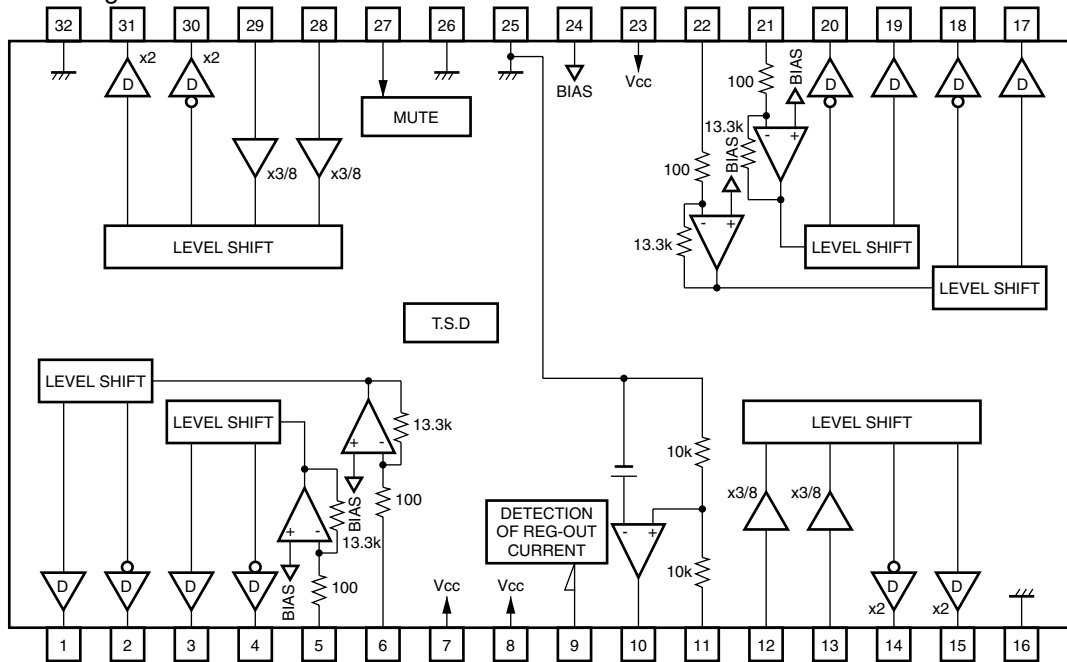 32 31 30 29 28 27 26 25 24 23 22 21 20 19 18 17
x2 x2
D D
BIAS
Vcc
100
BIAS
D D D D
MUTE
13.3k
- +
x3/8 x3/8
100
BIAS
13.3k
- +
LEVEL SHIFT
LEVEL SHIFT
LEVEL SHIFT
T.S.D
LEVEL SHIFT
LEVEL SHIFT
13.3k
+ -
LEVEL SHIFT
10k
BIAS
100
x3/8 x3/8
DETECTION
OF REG-OUT
CURRENT
- +
+ -
13.3k
10k
BIAS
100
Vcc Vcc
D D D D
D D
x2 x2
1 2 3 4 5 6 7 8 9 10 11 12 13 14 15 16